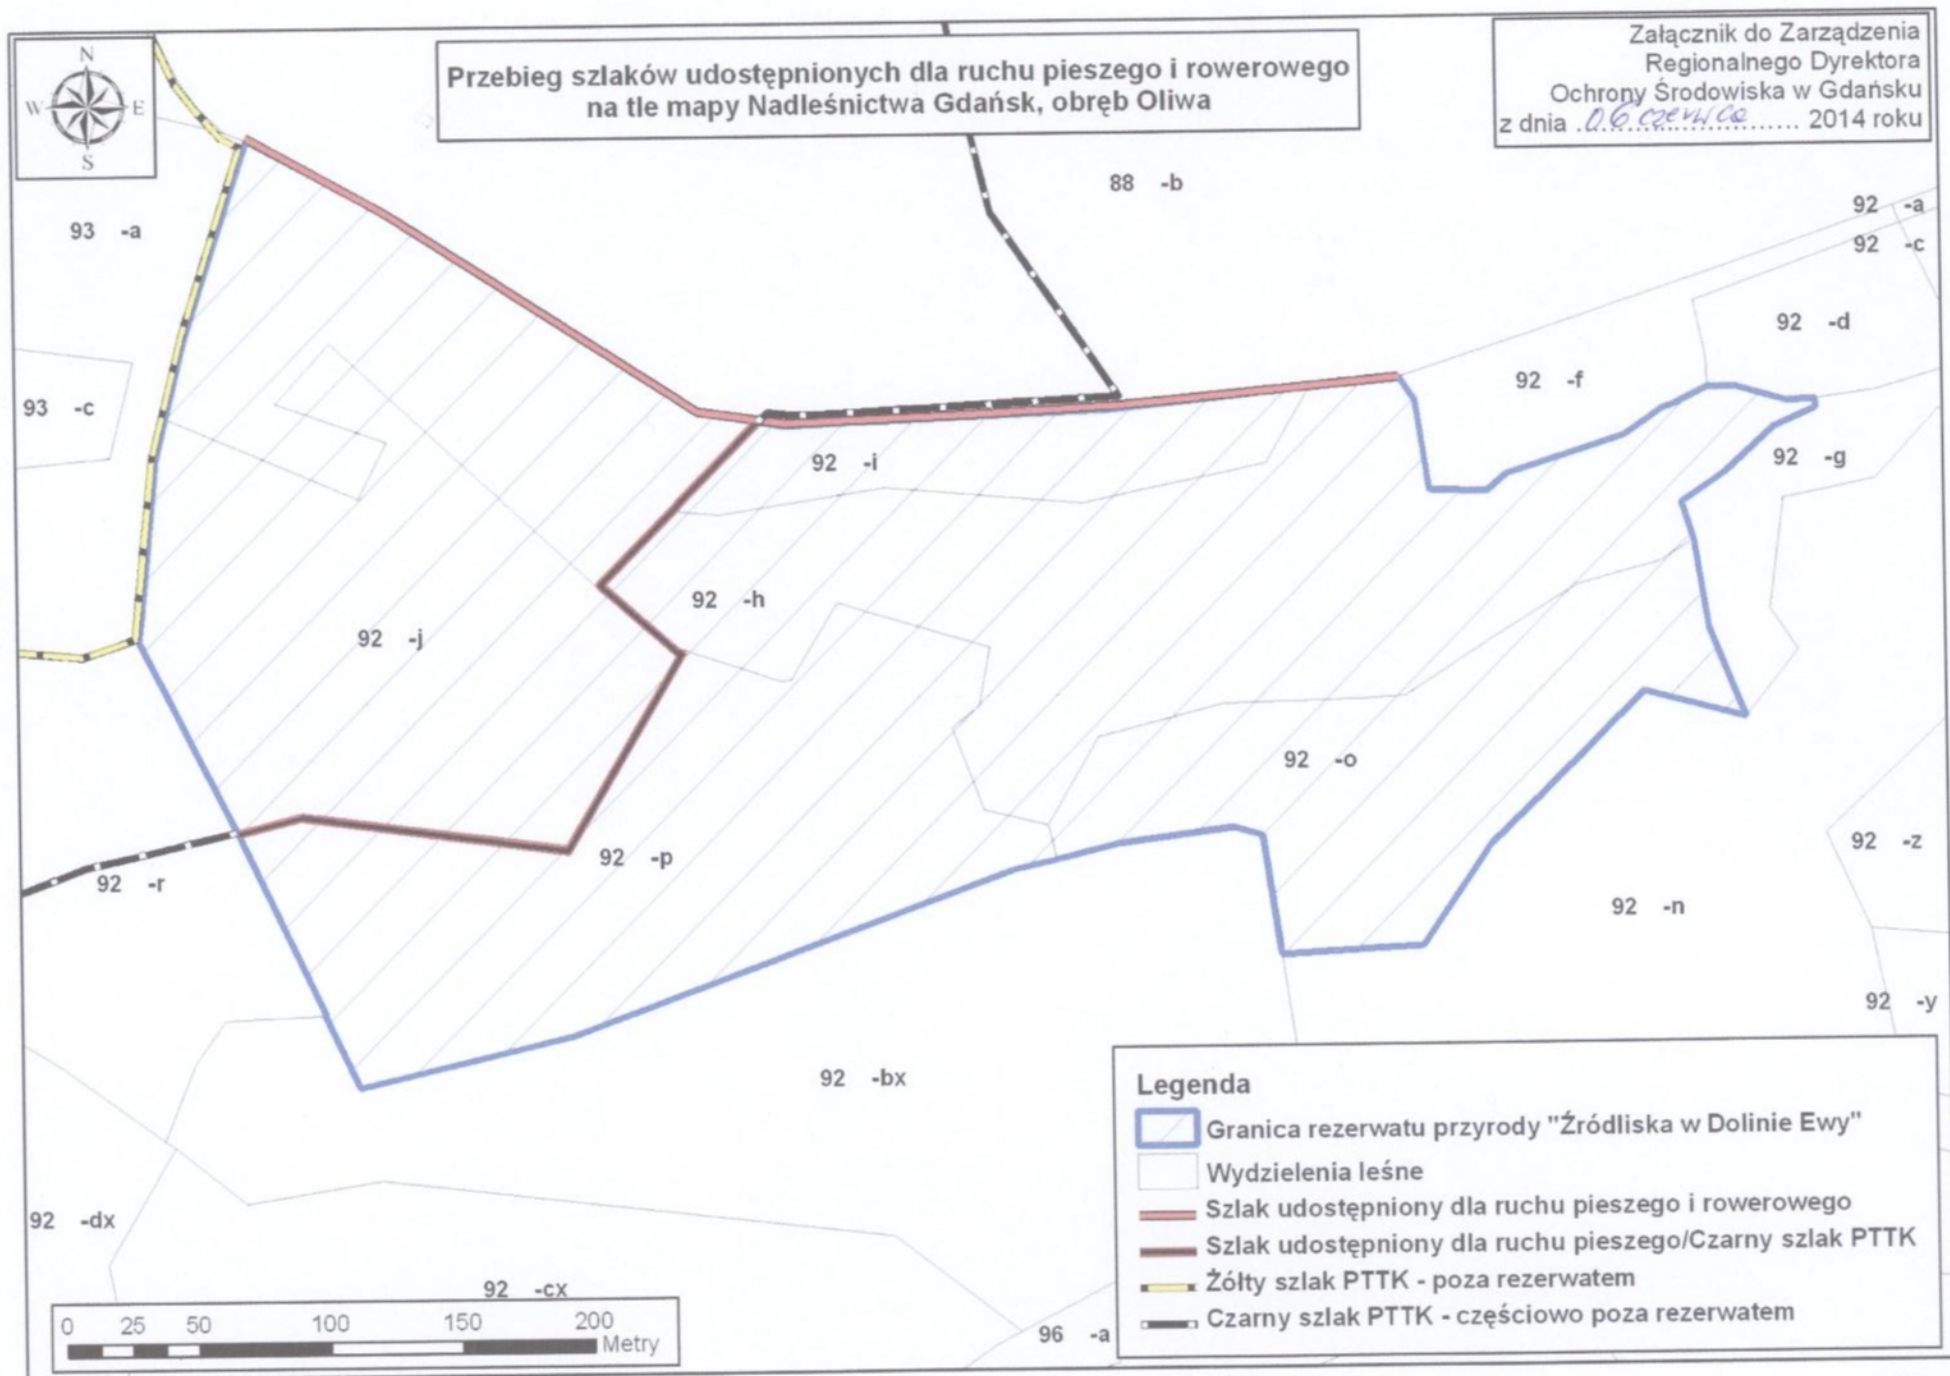 N
W E
S
Przebieg szlaków udostępnionych dla ruchu pieszego i rowerowego
na tle mapy Nadleśnictwa Gdańsk, obręb Oliwa
Załącznik do Zarządzenia
Regionalnego Dyrektora
Ochrony Środowiska w Gdańsku
z dnia .06 czerwca........ 2014 roku
88 -b
92 -a
93 -a
92 -c
92 -d
92 -f
93 -c
92 -g
92 -i
92 -h
92 -j
92 -o
92 -z
92 -p
92 -r
92 -n
92 -y
92 -bx
92 -dx
92 -cx
96 -a
Legenda
Granica rezerwatu przyrody "Źródliska w Dolinie Ewy"
Wydzielenia leśne
Szlak udostępniony dla ruchu pieszego i rowerowego
Szlak udostępniony dla ruchu pieszego/Czarny szlak PTTK
Żółty szlak PTTK - poza rezerwatem
Czarny szlak PTTK - częściowo poza rezerwatem
0 25 50 100 150 200
Metry